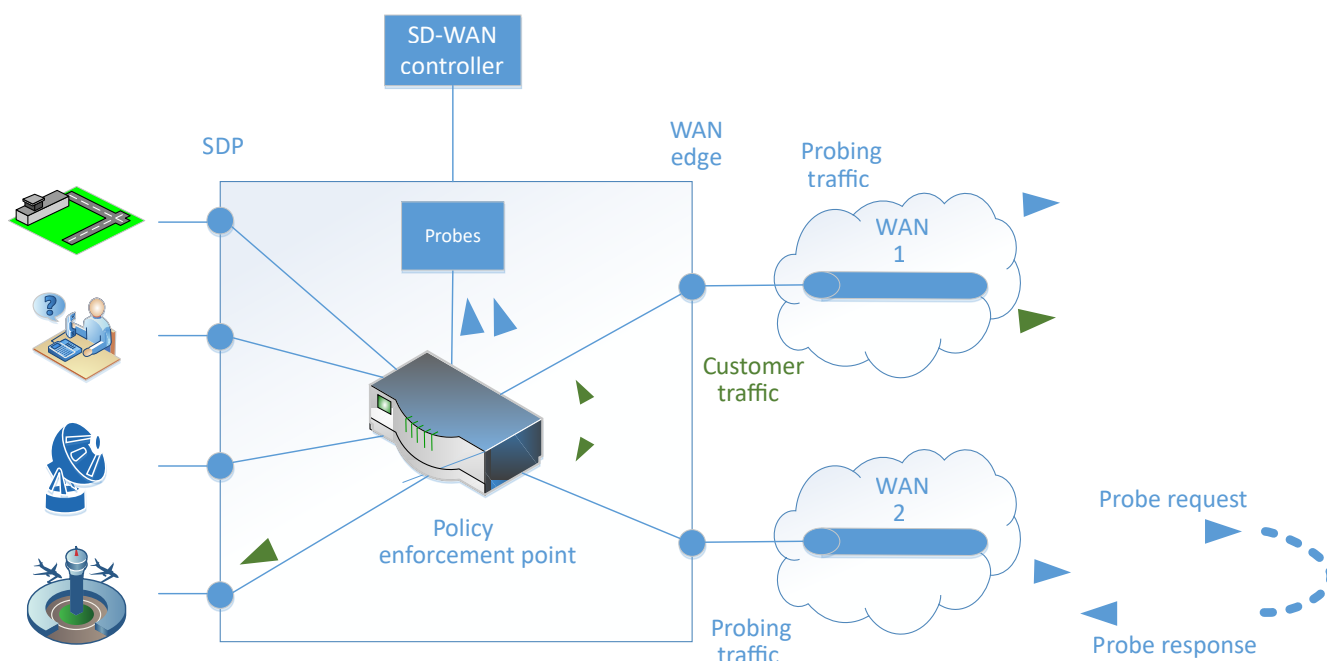 SD-WAN
controller
SDP
WAN
edge
Probing
traffic
Probes
WAN
1
?
Customer
traffic
Policy
enforcement point
WAN
2
Probe request
Probing
traffic
Probe response